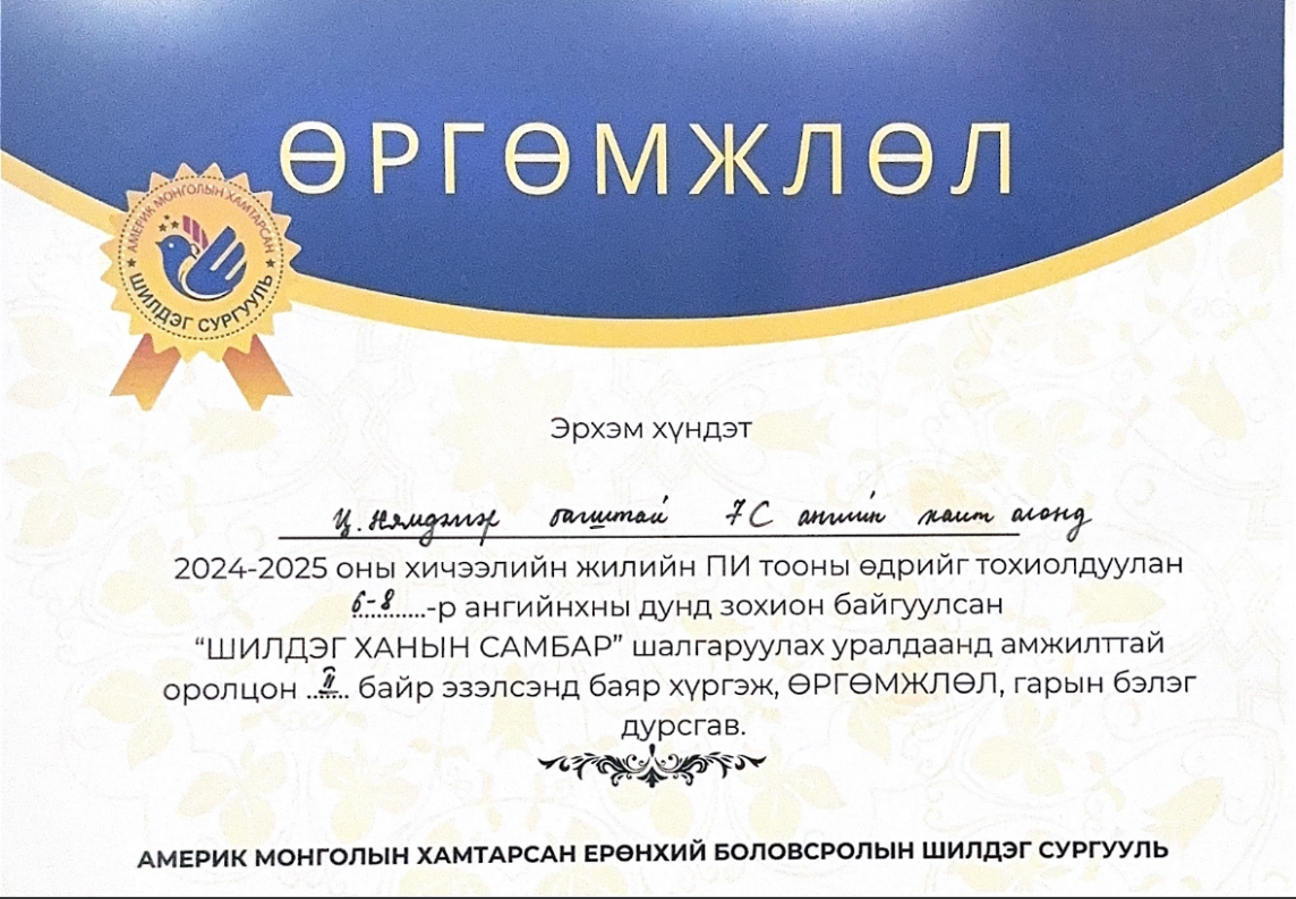 ӨРГӨМЖЛӨЛ
АМЕРИК МОНГОЛЫН ХАМТАРСАН
ШИЛДЭГ СУРГУУЛЬ
Эрхэм хүндэт
Ц. Нямдэлгэр багштай 7С ангийн хамт олонд
2024-2025 оны хичээлийн жилийн ПИ тооны өдрийг тохиолдуулан
6-8......-р ангийнхны дунд зохион байгуулсан
“ШИЛДЭГ ХАНЫН САМБАР” шалгаруулах уралдаанд амжилттай
оролцон ..II.. байр эзэлсэнд баяр хүргэж, ӨРГӨМЖЛӨЛ, гарын бэлэг
дурсгав.
АМЕРИК МОНГОЛЫН ХАМТАРСАН ЕРӨНХИЙ БОЛОВСРОЛЫН ШИЛДЭГ СУРГУУЛЬ